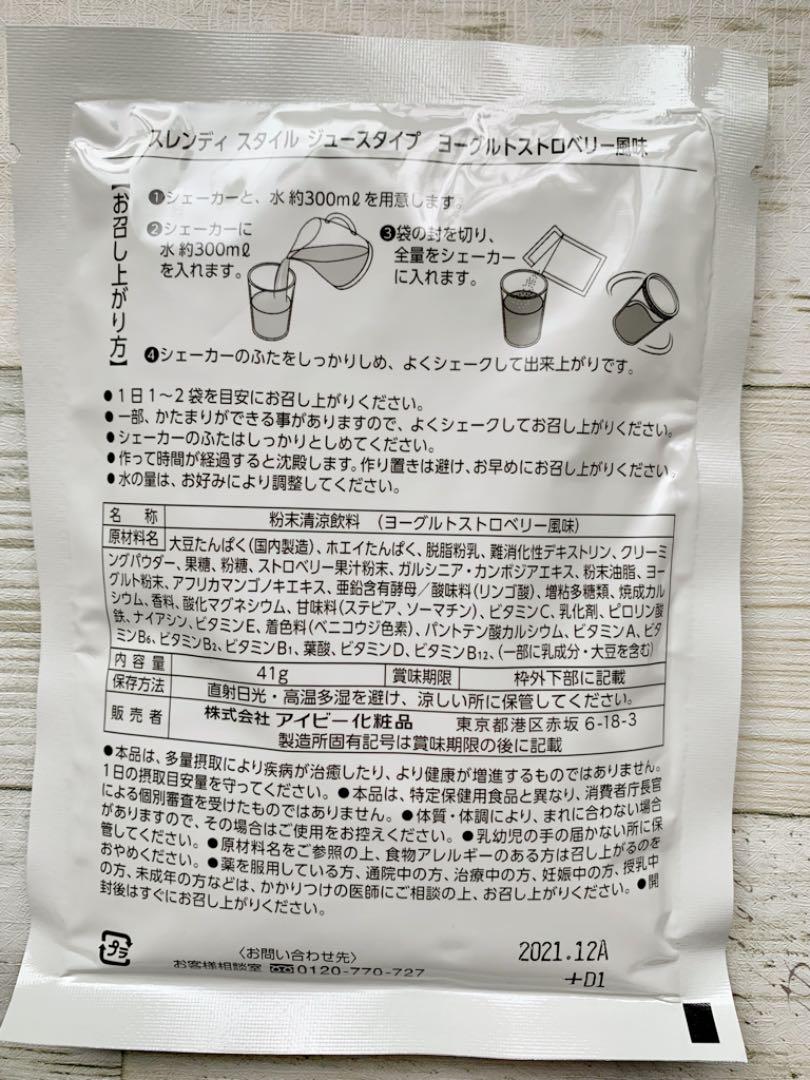 スレンディ スタイル ジュースタイプ ヨーグルトストロベリー風味
【お召し上がり方】
❶シェーカーと、水 約300mℓを用意します。
❷シェーカーに
水 約300mℓ
を入れます。
❸袋の封を切り、
全量をシェーカー
に入れます。
❹シェーカーのふたをしっかりしめ、よくシェークして出来上がりです。
●1日1～2袋を目安にお召し上がりください。
●一部、かたまりができる事がありますので、よくシェークしてお召し上がりください。
●シェーカーのふたはしっかりとしめてください。
●作って時間が経過すると沈殿します。作り置きは避け、お早めにお召し上がりください。
●水の量は、お好みにより調整してください。
名 称 粉末清涼飲料 (ヨーグルトストロベリー風味)
原材料名 大豆たんぱく(国内製造)、ホエイたんぱく、脱脂粉乳、難消化性デキストリン、クリーミ
ングパウダー、果糖、粉糖、ストロベリー果汁粉末、ガルシニア・カンボジアエキス、粉末油脂、ヨー
グルト粉末、アフリカマンゴノキエキス、亜鉛含有酵母/酸味料(リンゴ酸)、増粘多糖類、焼成カル
シウム、香料、酸化マグネシウム、甘味料(ステビア、ソーマチン)、ビタミンC、乳化剤、ピロリン酸
鉄、ナイアシン、ビタミンE、着色料(ベニコウジ色素)、パントテン酸カルシウム、ビタミンA、ビタ
ミンB6、ビタミンB2、ビタミンB1、葉酸、ビタミンD、ビタミンB12、(一部に乳成分・大豆を含む)
内 容 量 41g 賞味期限 枠外下部に記載
保存方法 直射日光・高温多湿を避け、涼しい所に保管してください。
販 売 者 株式会社 アイビー化粧品 東京都港区赤坂 6-18-3
製造所固有記号は賞味期限の後に記載
●本品は、多量摂取により疾病が治癒したり、より健康が増進するものではありません。
1日の摂取目安量を守ってください。●本品は、特定保健用食品と異なり、消費者庁長官
による個別審査を受けたものではありません。●体質・体調により、まれに合わない場合
がありますので、その場合はご使用をお控えください。●乳幼児の手の届かない所に保
管してください。●原材料名をご参照の上、食物アレルギーのある方は召し上がるのを
おやめください。●薬を服用している方、通院中の方、治療中の方、妊娠中の方、授乳中
の方、未成年の方などは、かかりつけの医師にご相談の上、お召し上がりください。●開
封後はすぐにお召し上がりください。
プラ
〈お問い合わせ先〉
お客様相談室 0120-770-727
2021.12A
+D1